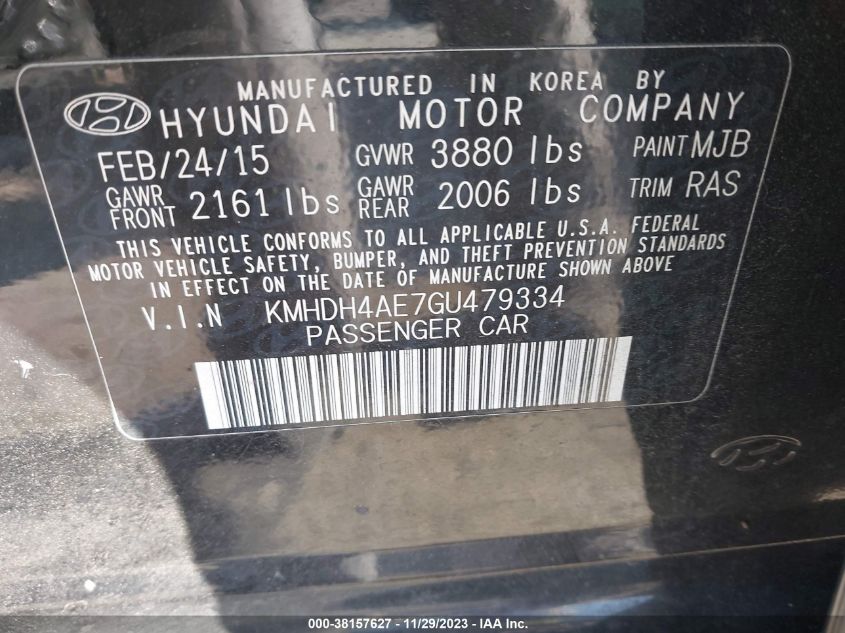 MANUFACTURED IN KOREA BY
HYUNDAI MOTOR COMPANY
FEB/24/15 GVWR 3880 lbs PAINT MJB
GAWR FRONT 2161 lbs GAWR REAR 2006 lbs TRIM RAS
THIS VEHICLE CONFORMS TO ALL APPLICABLE U.S.A. FEDERAL
MOTOR VEHICLE SAFETY, BUMPER, AND THEFT PREVENTION STANDARDS
IN EFFECT ON THE DATE OF MANUFACTURE SHOWN ABOVE
V.I.N KMHDH4AE7GU479334
PASSENGER CAR
000-38157627 - 11/29/2023 - IAA Inc.